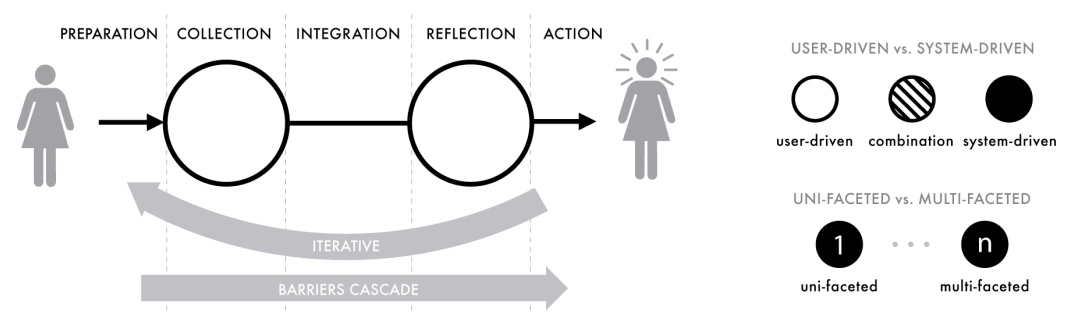 PREPARATION COLLECTION INTEGRATION REFLECTION ACTION
ITERATIVE
BARRIERS CASCADE
USER-DRIVEN vs. SYSTEM-DRIVEN
user-driven combination system-driven
UNI-FACETED vs. MULTI-FACETED
1 n
uni-faceted multi-faceted